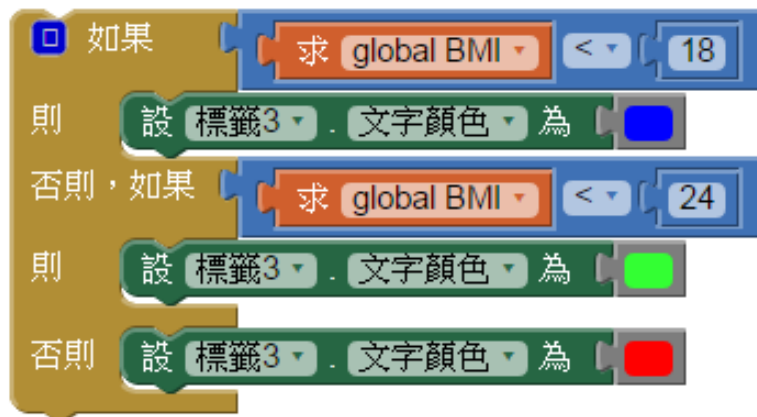 如果 求 global BMI < 18
則 設 標籤3 . 文字顏色 為
否則,如果 求 global BMI < 24
則 設 標籤3 . 文字顏色 為
否則 設 標籤3 . 文字顏色 為